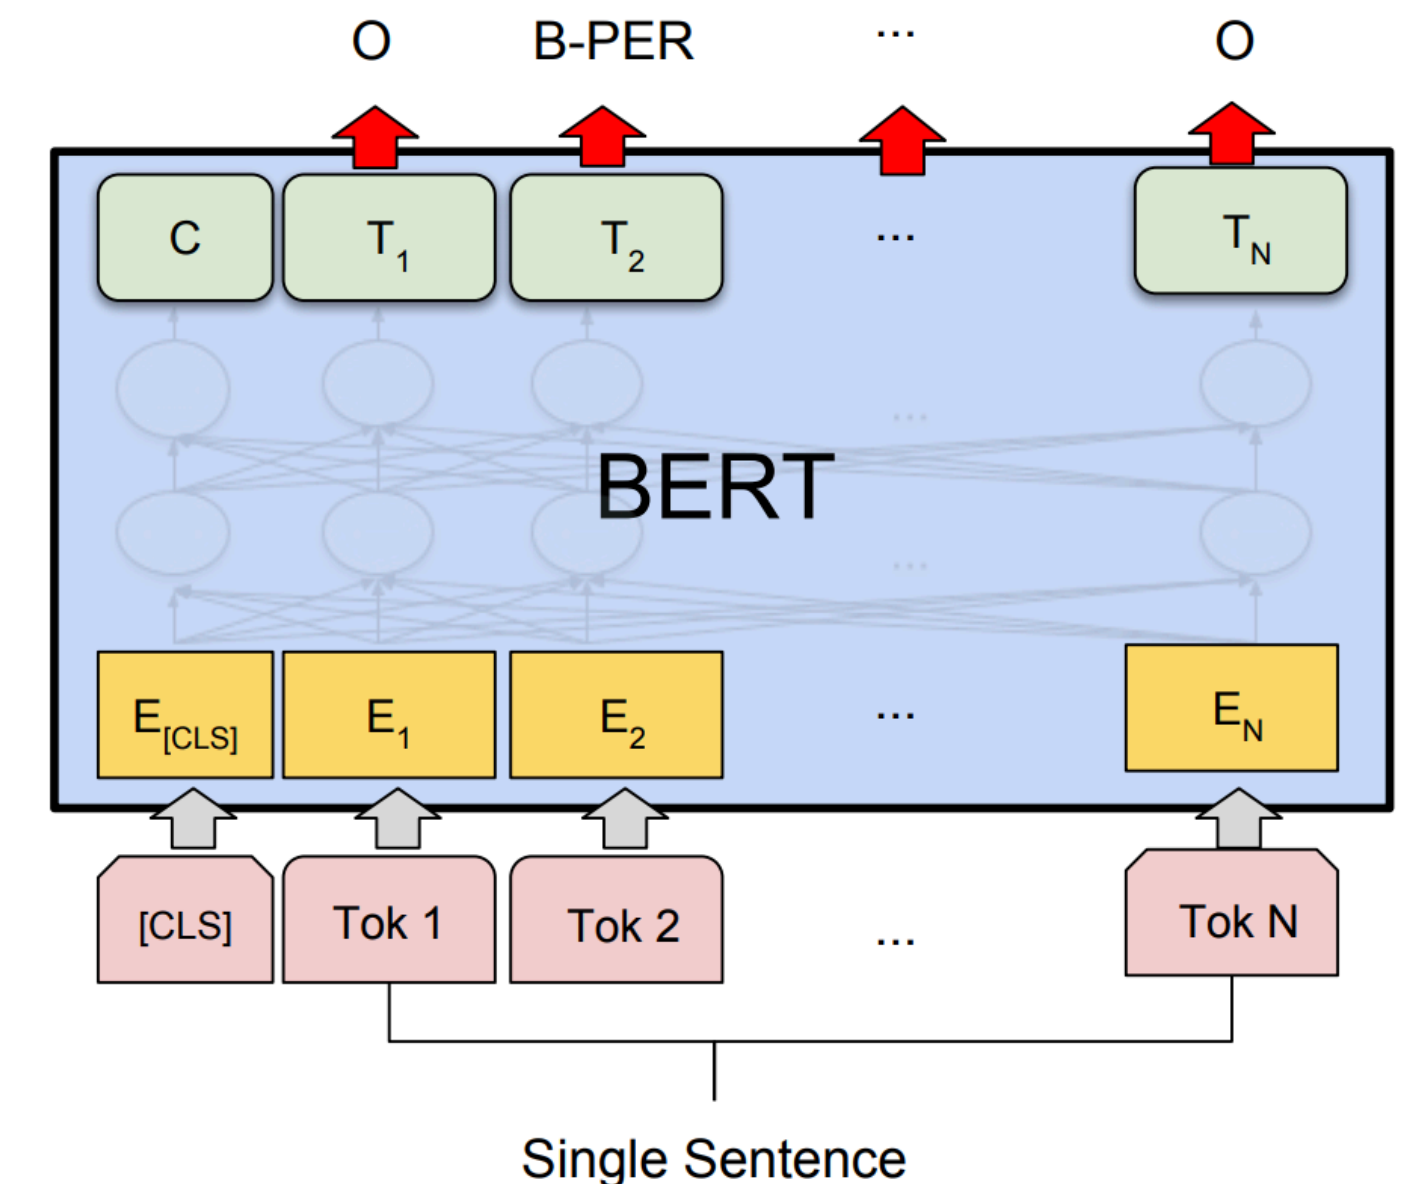 O B-PER ... O
C T1 T2 ... TN
...
BERT
...
E[CLS] E1 E2 ... EN
[CLS] Tok 1 Tok 2 ... Tok N
Single Sentence